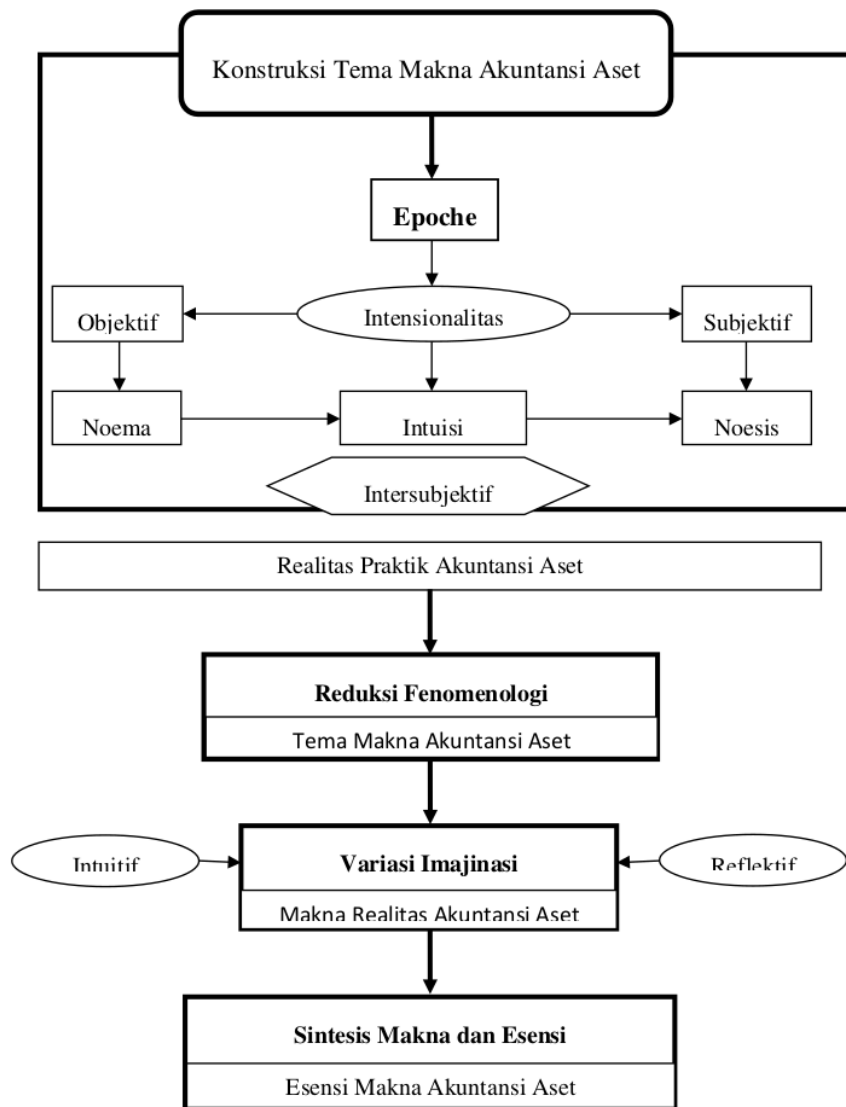 Konstruksi Tema Makna Akuntansi Aset
Epoche
Objektif
Intensionalitas
Subjektif
Noema
Intuisi
Noesis
Intersubjektif
Realitas Praktik Akuntansi Aset
Reduksi Fenomenologi
Tema Makna Akuntansi Aset
Intuitif
Variasi Imajinasi
Reflektif
Makna Realitas Akuntansi Aset
Sintesis Makna dan Esensi
Esensi Makna Akuntansi Aset